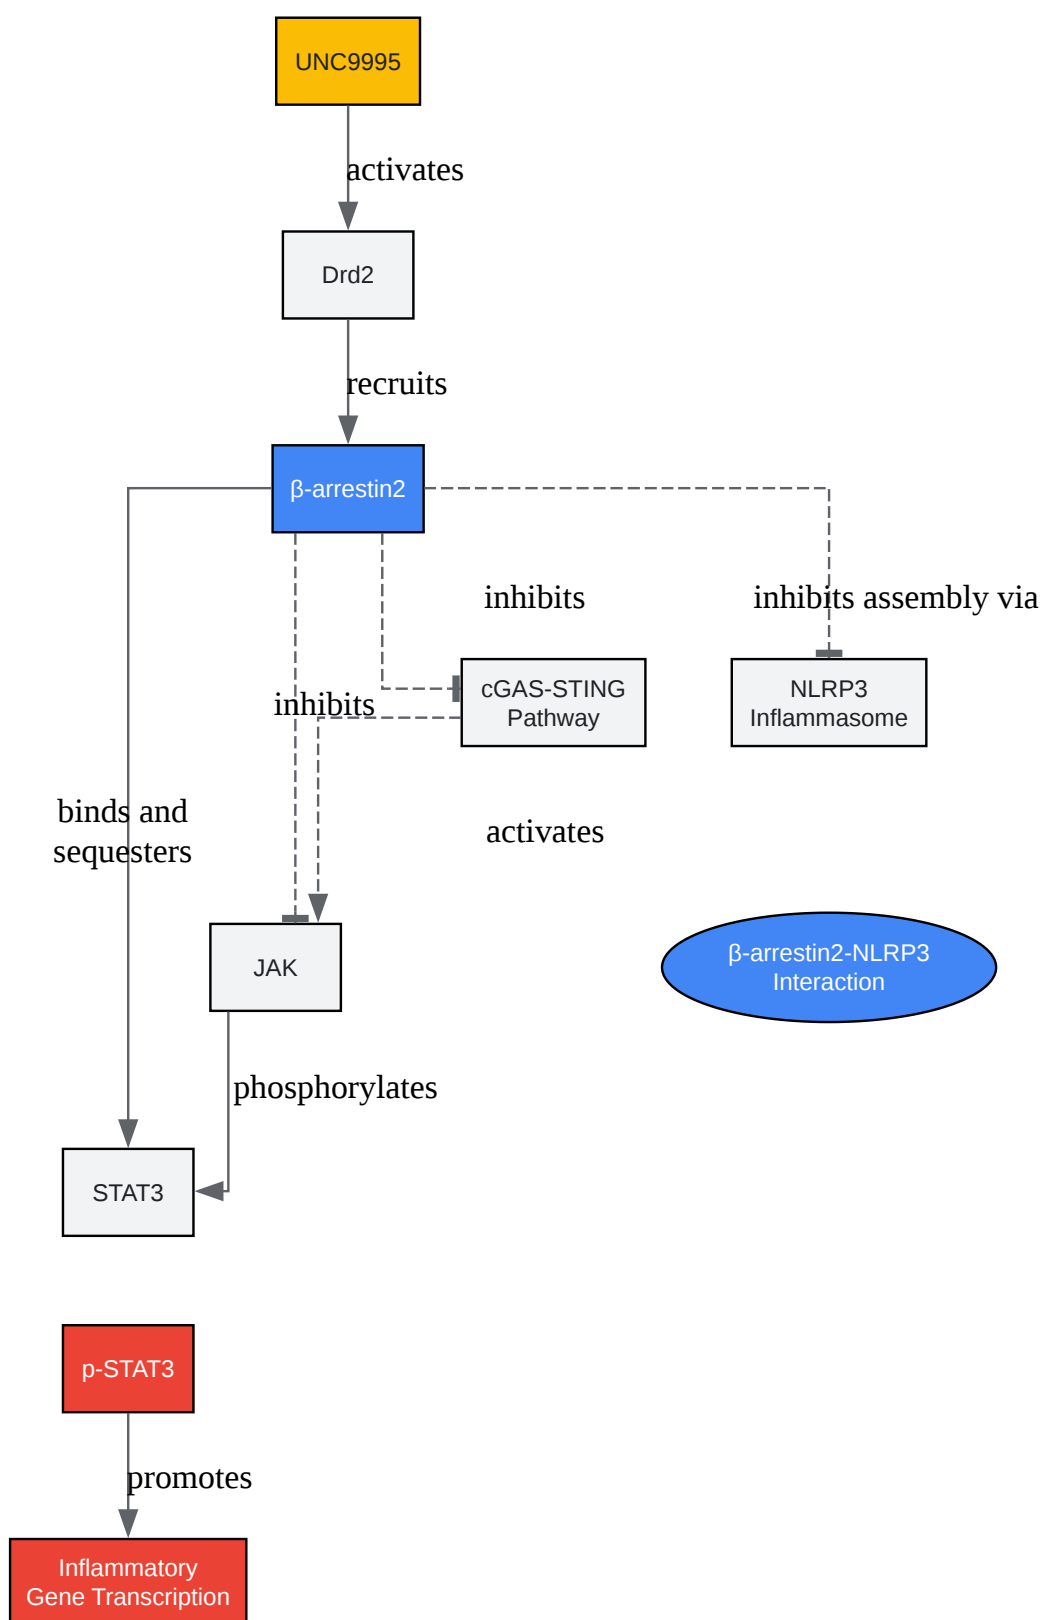 UNC9995
activates
Drd2
recruits
β-arrestin2
inhibits
inhibits assembly via
cGAS-STING
Pathway
NLRP3
Inflammasome
inhibits
binds and
sequesters
activates
JAK
β-arrestin2-NLRP3
Interaction
phosphorylates
STAT3
p-STAT3
promotes
Inflammatory
Gene Transcription